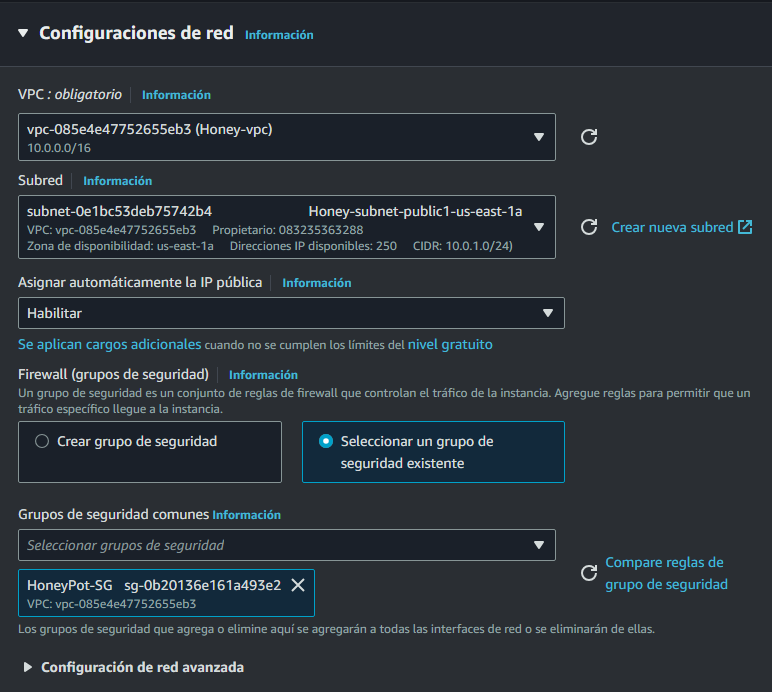 Configuraciones de red Información
VPC : obligatorio Información
vpc-085e4e47752655eb3 (Honey-vpc)
10.0.0.0/16
Subred Información
subnet-0e1bc53deb75742b4 Honey-subnet-public1-us-east-1a
VPC: vpc-085e4e47752655eb3 Propietario: 083235363288
Zona de disponibilidad: us-east-1a Direcciones IP disponibles: 250 CIDR: 10.0.1.0/24)
Crear nueva subred
Asignar automáticamente la IP pública Información
Habilitar
Se aplican cargos adicionales cuando no se cumplen los límites del nivel gratuito
Firewall (grupos de seguridad) Información
Un grupo de seguridad es un conjunto de reglas de firewall que controlan el tráfico de la instancia. Agregue reglas para permitir que un
tráfico específico llegue a la instancia.
Crear grupo de seguridad
Seleccionar un grupo de
seguridad existente
Grupos de seguridad comunes Información
Seleccionar grupos de seguridad
HoneyPot-SG sg-0b20136e161a493e2
VPC: vpc-085e4e47752655eb3
Compare reglas de
grupo de seguridad
Los grupos de seguridad que agrega o elimine aquí se agregarán a todas las interfaces de red o se eliminarán de ellas.
Configuración de red avanzada